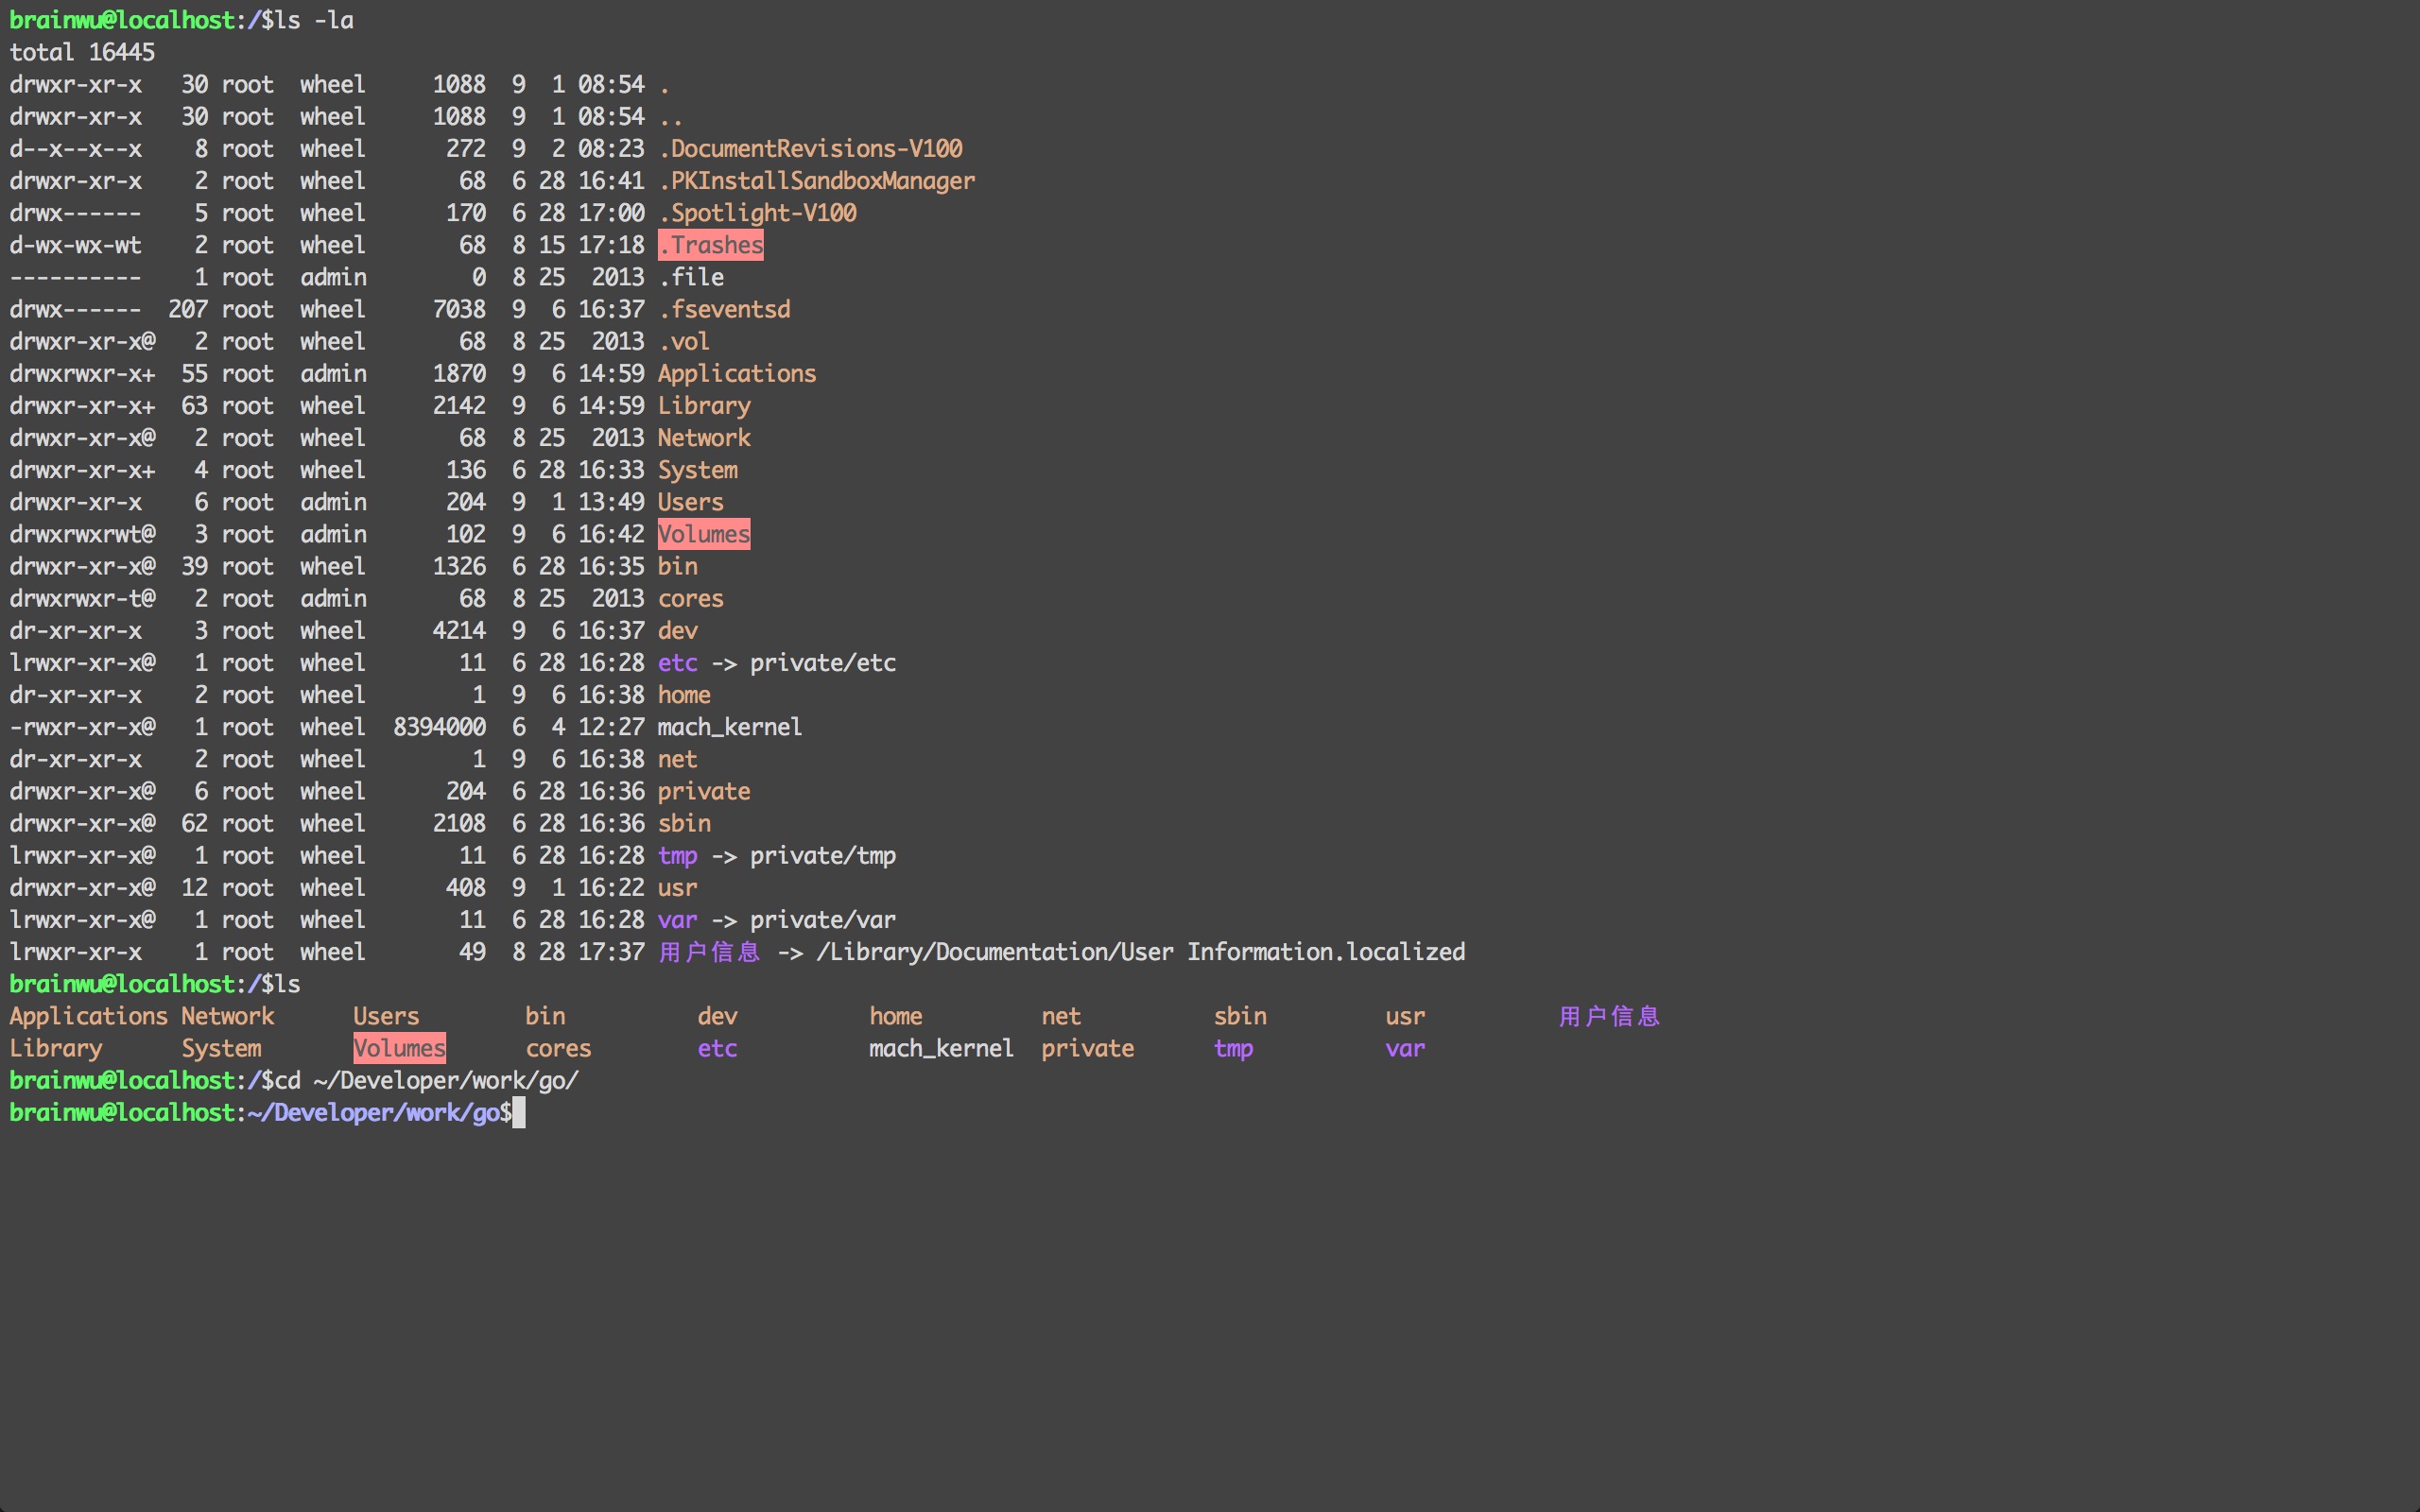 brainwu@localhost:/$ls -la
total 16445
drwxr-xr-x   30 root  wheel     1088  9  1 08:54 .
drwxr-xr-x   30 root  wheel     1088  9  1 08:54 ..
d--x--x--x    8 root  wheel      272  9  2 08:23 .DocumentRevisions-V100
drwxr-xr-x    2 root  wheel       68  6 28 16:41 .PKInstallSandboxManager
drwx------    5 root  wheel      170  6 28 17:00 .Spotlight-V100
d-wx-wx-wt    2 root  wheel       68  8 15 17:18 .Trashes
----------    1 root  admin        0  8 25  2013 .file
drwx------  207 root  wheel     7038  9  6 16:37 .fseventsd
drwxr-xr-x@   2 root  wheel       68  8 25  2013 .vol
drwxrwxr-x+  55 root  admin     1870  9  6 14:59 Applications
drwxr-xr-x+  63 root  wheel     2142  9  6 14:59 Library
drwxr-xr-x@   2 root  wheel       68  8 25  2013 Network
drwxr-xr-x+   4 root  wheel      136  6 28 16:33 System
drwxr-xr-x    6 root  admin      204  9  1 13:49 Users
drwxrwxrwt@   3 root  admin      102  9  6 16:42 Volumes
drwxr-xr-x@  39 root  wheel     1326  6 28 16:35 bin
drwxrwxr-t@   2 root  admin       68  8 25  2013 cores
dr-xr-xr-x    3 root  wheel     4214  9  6 16:37 dev
lrwxr-xr-x@   1 root  wheel       11  6 28 16:28 etc -> private/etc
dr-xr-xr-x    2 root  wheel        1  9  6 16:38 home
-rwxr-xr-x@   1 root  wheel  8394000  6  4 12:27 mach_kernel
dr-xr-xr-x    2 root  wheel        1  9  6 16:38 net
drwxr-xr-x@   6 root  wheel      204  6 28 16:36 private
drwxr-xr-x@  62 root  wheel     2108  6 28 16:36 sbin
lrwxr-xr-x@   1 root  wheel       11  6 28 16:28 tmp -> private/tmp
drwxr-xr-x@  12 root  wheel      408  9  1 16:22 usr
lrwxr-xr-x@   1 root  wheel       11  6 28 16:28 var -> private/var
lrwxr-xr-x    1 root  wheel       49  8 28 17:37 用户信息 -> /Library/Documentation/User Information.localized
brainwu@localhost:/$ls
Applications Network      Users        bin          dev          home         net          sbin         usr          用户信息
Library      System       Volumes      cores        etc          mach_kernel  private      tmp          var
brainwu@localhost:/$cd ~/Developer/work/go/
brainwu@localhost:~/Developer/work/go$